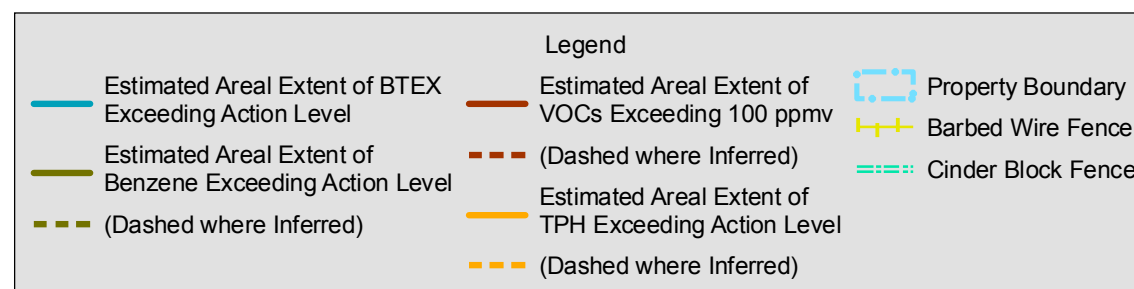 Legend
Estimated Areal Extent of BTEX
Exceeding Action Level
Estimated Areal Extent of
Benzene Exceeding Action Level
(Dashed where Inferred)
Estimated Areal Extent of
VOCs Exceeding 100 ppmv
(Dashed where Inferred)
Estimated Areal Extent of
TPH Exceeding Action Level
(Dashed where Inferred)
Property Boundary
Barbed Wire Fence
Cinder Block Fence